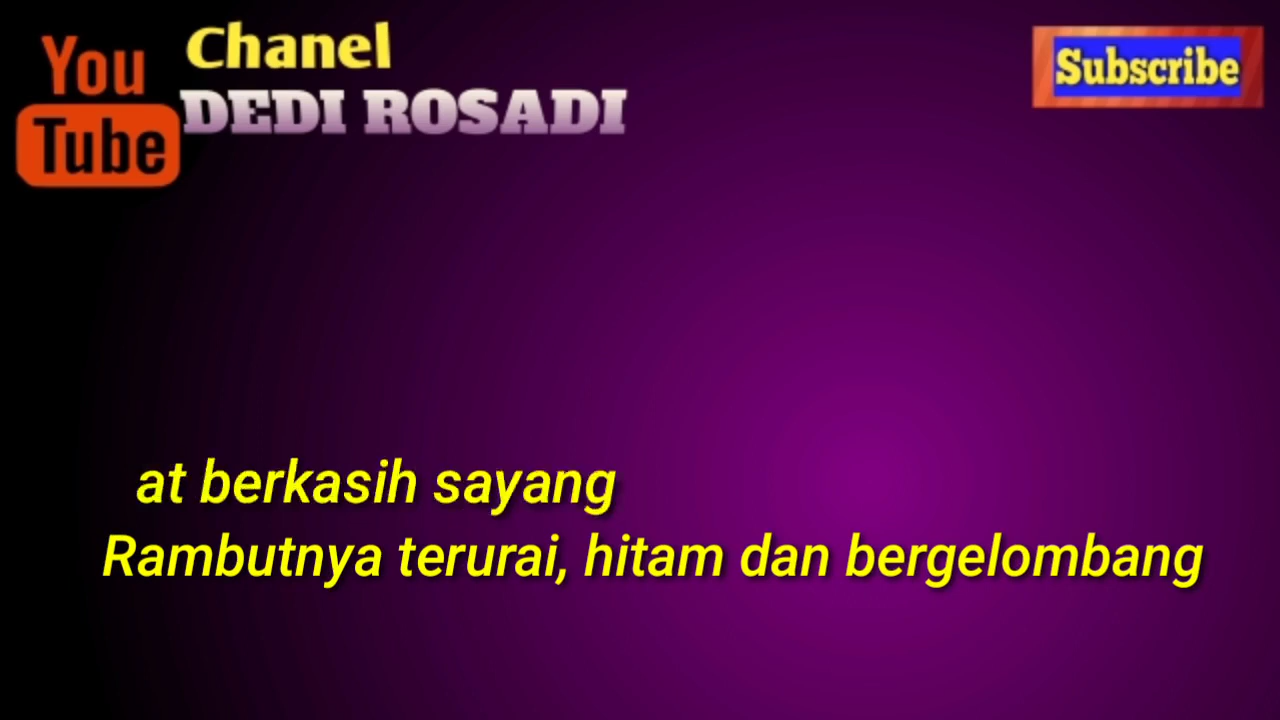 You
Tube
Chanel
DEDI ROSADI
Subscribe
at berkasih sayang
Rambutnya terurai, hitam dan bergelombang